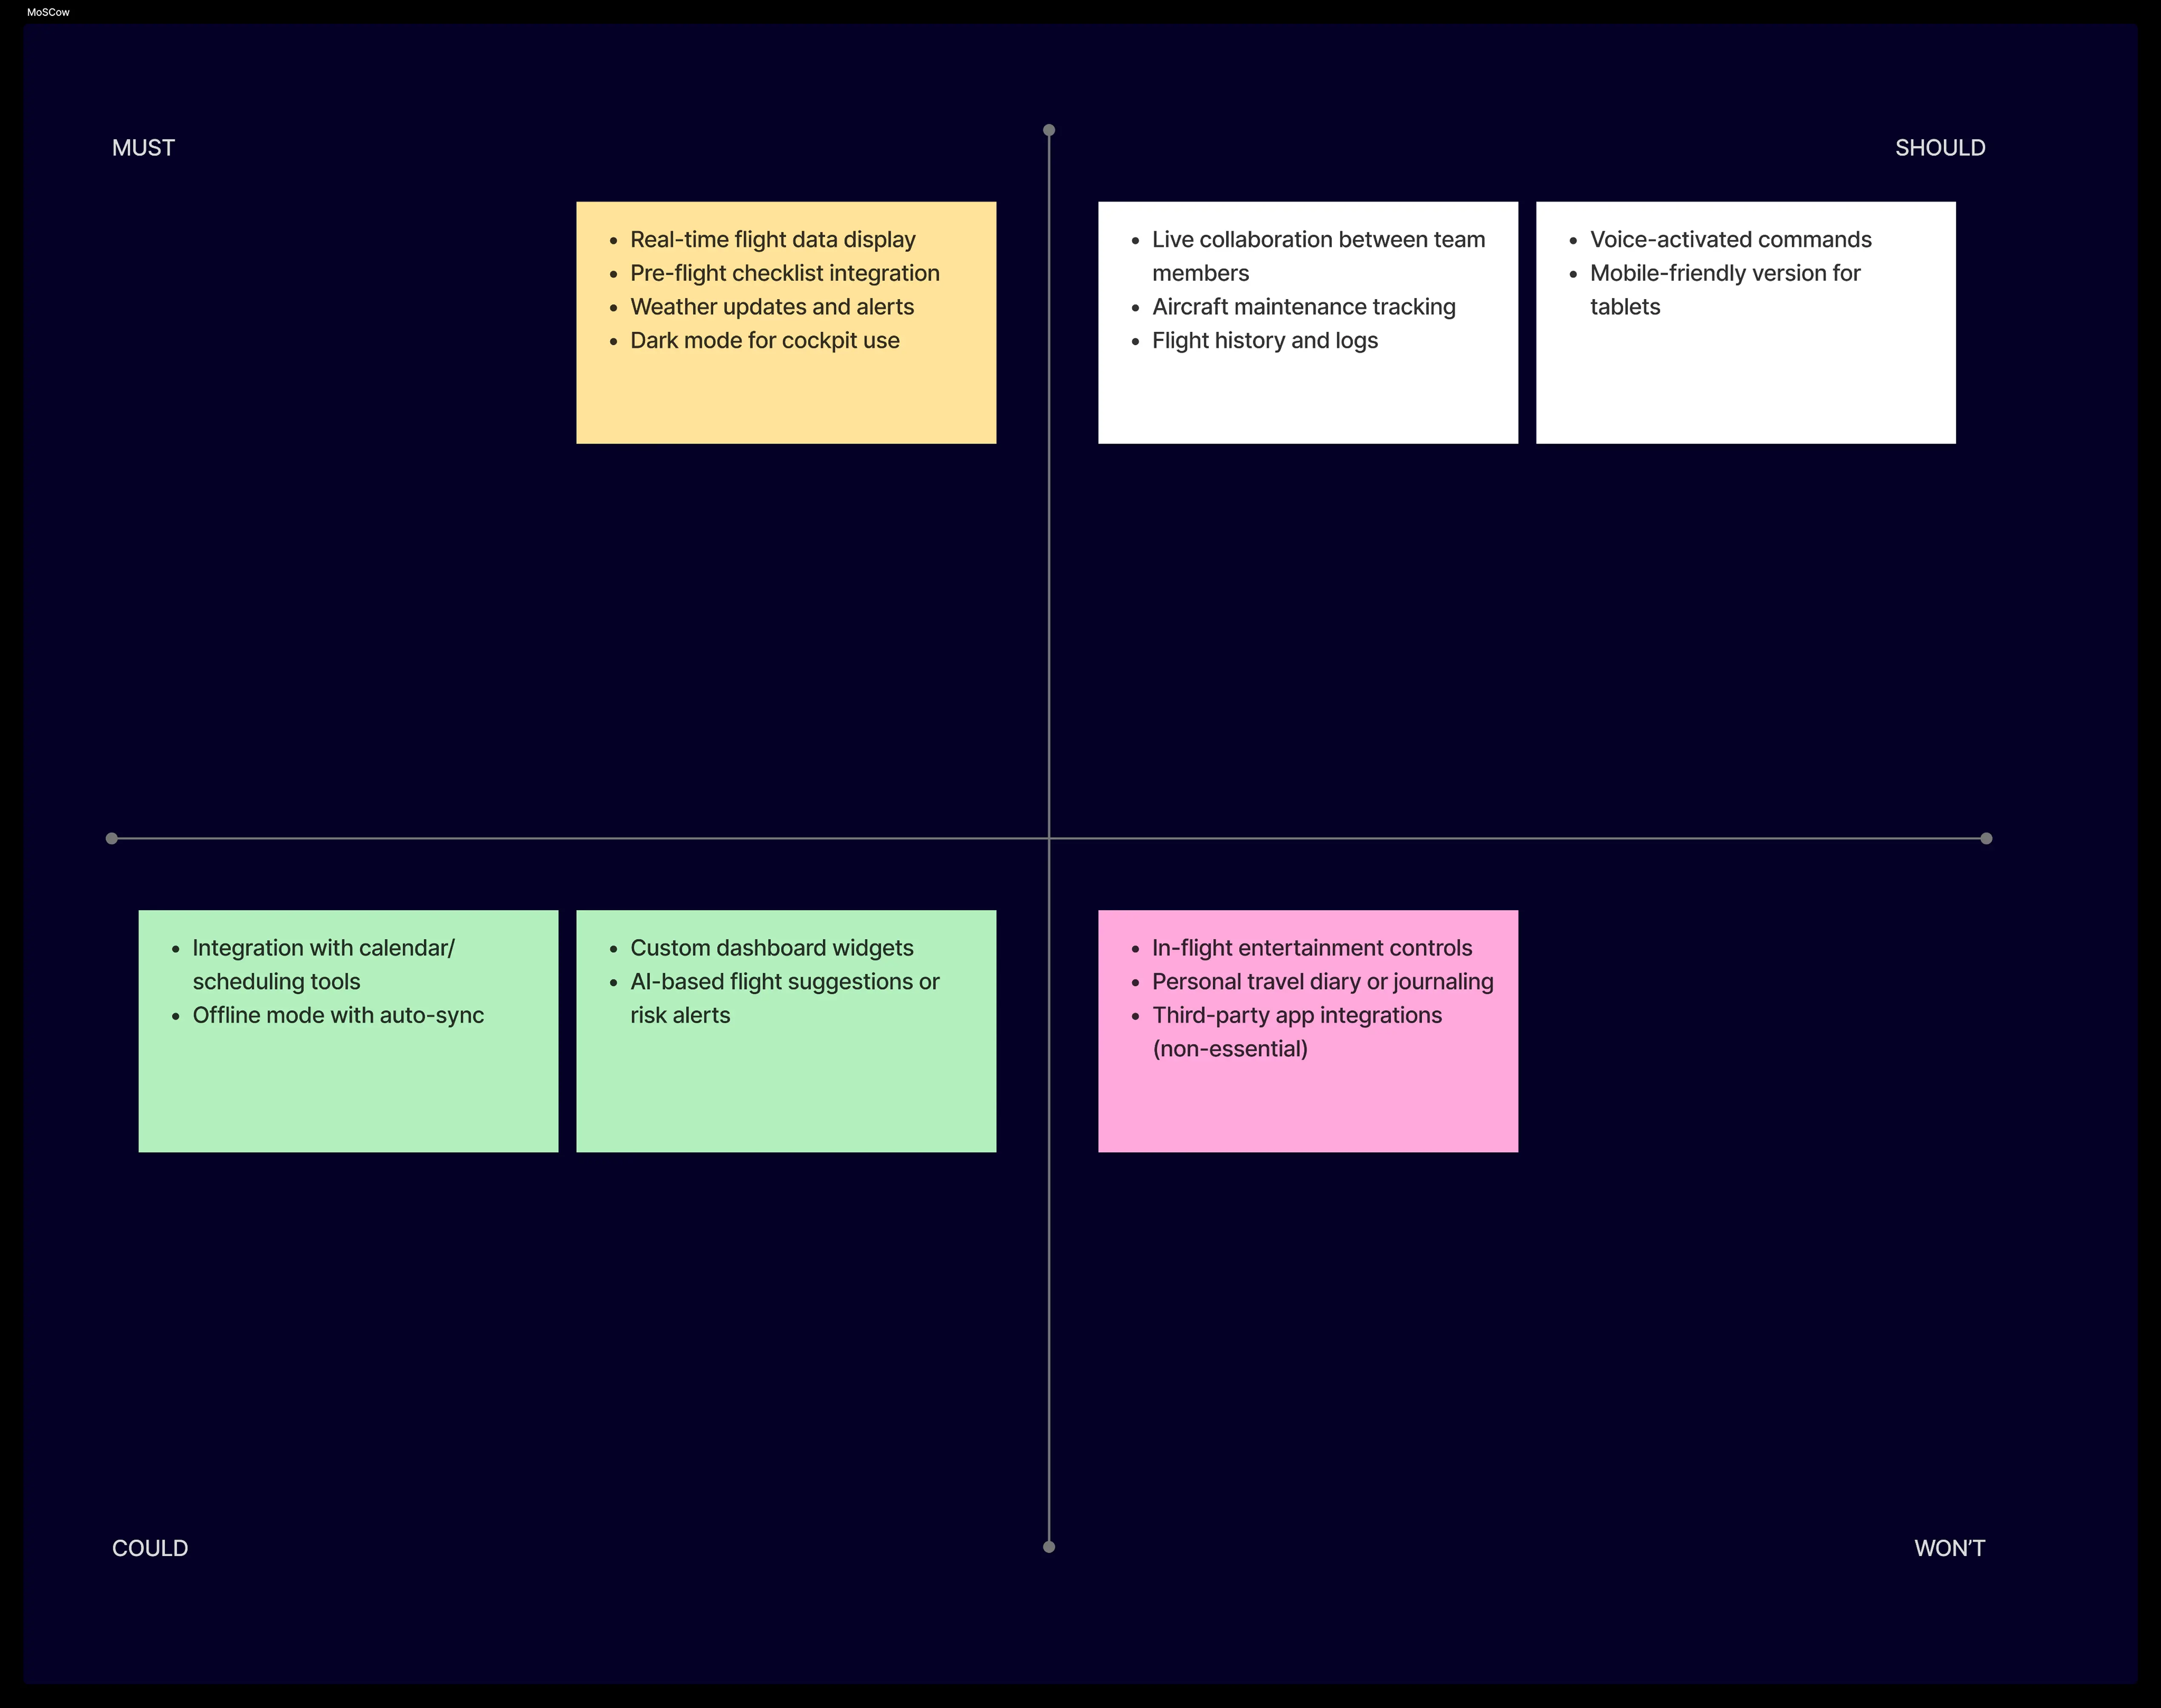 MoSCow
MUST
SHOULD
• Real-time flight data display
• Pre-flight checklist integration
• Weather updates and alerts
• Dark mode for cockpit use
• Live collaboration between team
members
• Aircraft maintenance tracking
• Flight history and logs
• Voice-activated commands
• Mobile-friendly version for
tablets
• Integration with calendar/
scheduling tools
• Offline mode with auto-sync
• Custom dashboard widgets
• AI-based flight suggestions or
risk alerts
• In-flight entertainment controls
• Personal travel diary or journaling
• Third-party app integrations
(non-essential)
COULD
WON’T